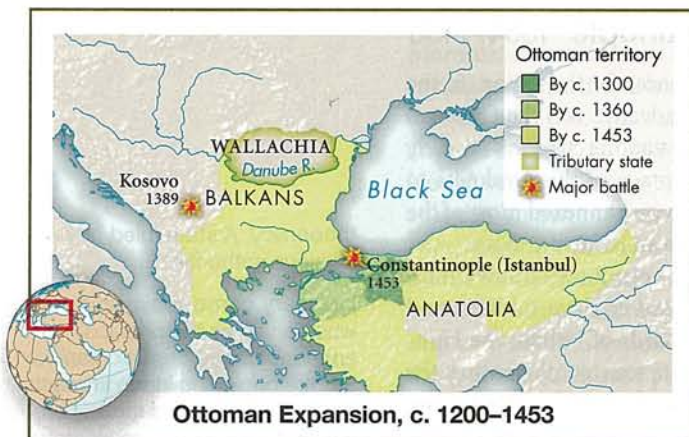 Ottoman territory
By c. 1300
By c. 1360
By c. 1453
Tributary state
Major battle
WALLACHIA
Danube R.
Kosovo
1389
BALKANS
Black Sea
Constantinople (Istanbul)
1453
ANATOLIA
Ottoman Expansion, c. 1200–1453